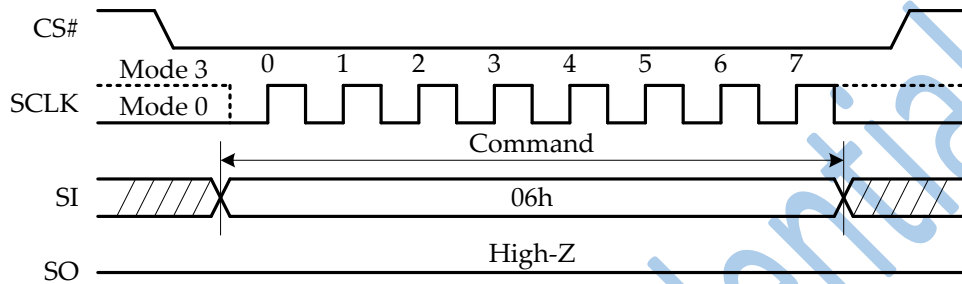 CS#
Mode 3
0 1 2 3 4 5 6 7
SCLK
Mode 0
Command
SI
06h
High-Z
SO